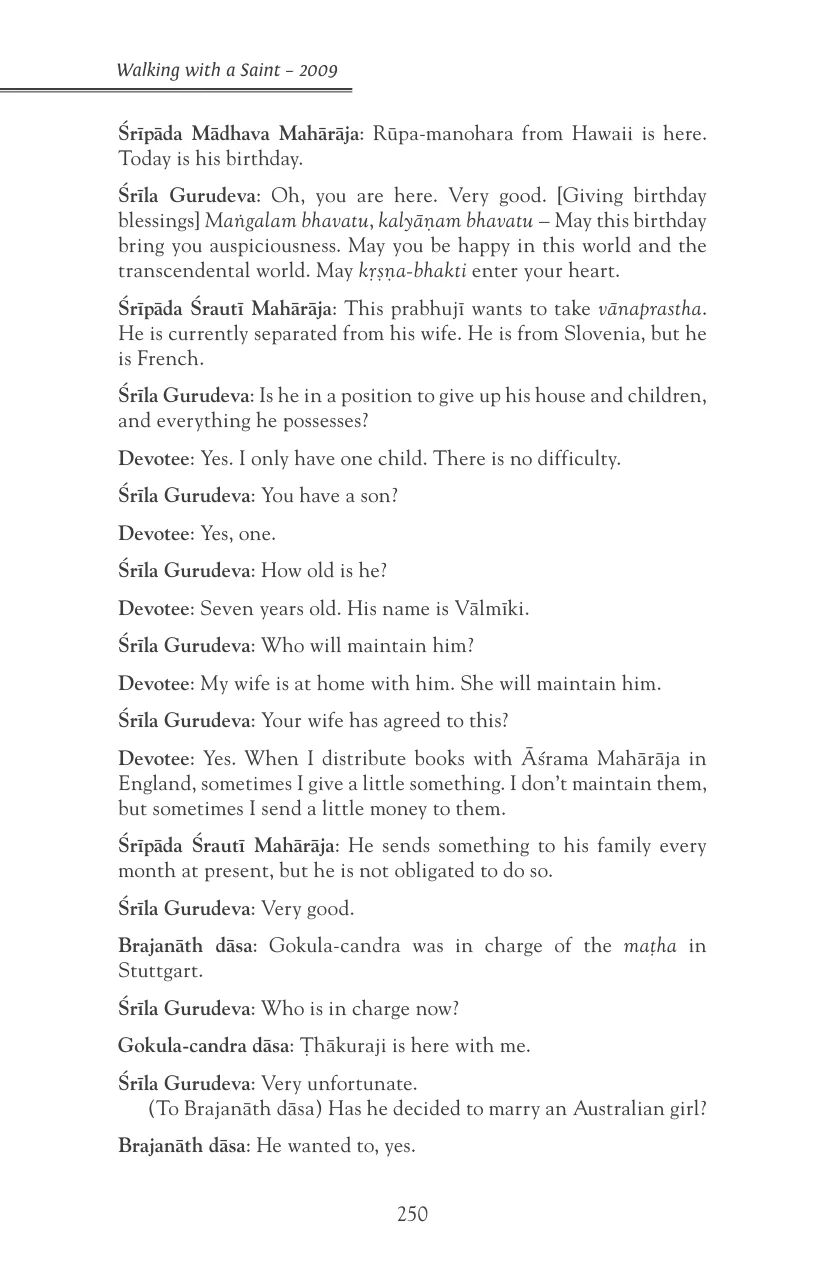 Walking with a Saint – 2009
Śrīpāda Mādhava Mahārāja: Rūpa-manohara from Hawaii is here.
Today is his birthday.
Śrīla Gurudeva: Oh, you are here. Very good. [Giving birthday
blessings] Maṅgalam bhavatu, kalyāṇam bhavatu – May this birthday
bring you auspiciousness. May you be happy in this world and the
transcendental world. May kṛṣṇa-bhakti enter your heart.
Śrīpāda Śrautī Mahārāja: This prabhujī wants to take vānaprastha.
He is currently separated from his wife. He is from Slovenia, but he
is French.
Śrīla Gurudeva: Is he in a position to give up his house and children,
and everything he possesses?
Devotee: Yes. I only have one child. There is no difficulty.
Śrīla Gurudeva: You have a son?
Devotee: Yes, one.
Śrīla Gurudeva: How old is he?
Devotee: Seven years old. His name is Vālmīki.
Śrīla Gurudeva: Who will maintain him?
Devotee: My wife is at home with him. She will maintain him.
Śrīla Gurudeva: Your wife has agreed to this?
Devotee: Yes. When I distribute books with Āśrama Mahārāja in
England, sometimes I give a little something. I don't maintain them,
but sometimes I send a little money to them.
Śrīpāda Śrautī Mahārāja: He sends something to his family every
month at present, but he is not obligated to do so.
Śrīla Gurudeva: Very good.
Brajanāth dāsa: Gokula-candra was in charge of the maṭha in
Stuttgart.
Śrīla Gurudeva: Who is in charge now?
Gokula-candra dāsa: Ṭhākuraji is here with me.
Śrīla Gurudeva: Very unfortunate.
(To Brajanāth dāsa) Has he decided to marry an Australian girl?
Brajanāth dāsa: He wanted to, yes.
250